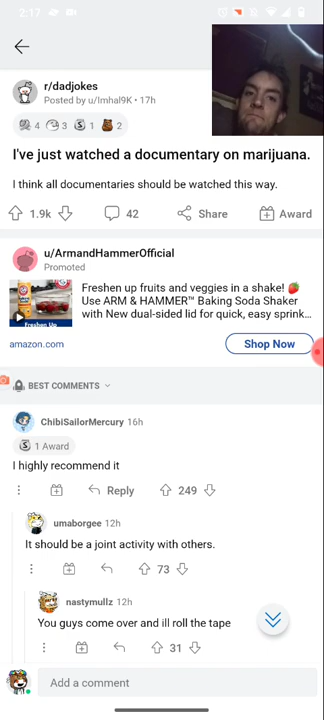 2:17
r/dadjokes
Posted by u/Imhal9K • 17h
4 3 1 2
I've just watched a documentary on marijuana.
I think all documentaries should be watched this way.
1.9k 42 Share Award
u/ArmandHammerOfficial
Promoted
Freshen up fruits and veggies in a shake! 🍓
Use ARM & HAMMER™ Baking Soda Shaker
with New dual-sided lid for quick, easy sprink...
Freshen Up
amazon.com Shop Now
BEST COMMENTS
ChibiSailorMercury 16h
1 Award
I highly recommend it
Reply 249
umaborgee 12h
It should be a joint activity with others.
73
nastymullz 12h
You guys come over and ill roll the tape
31
Add a comment